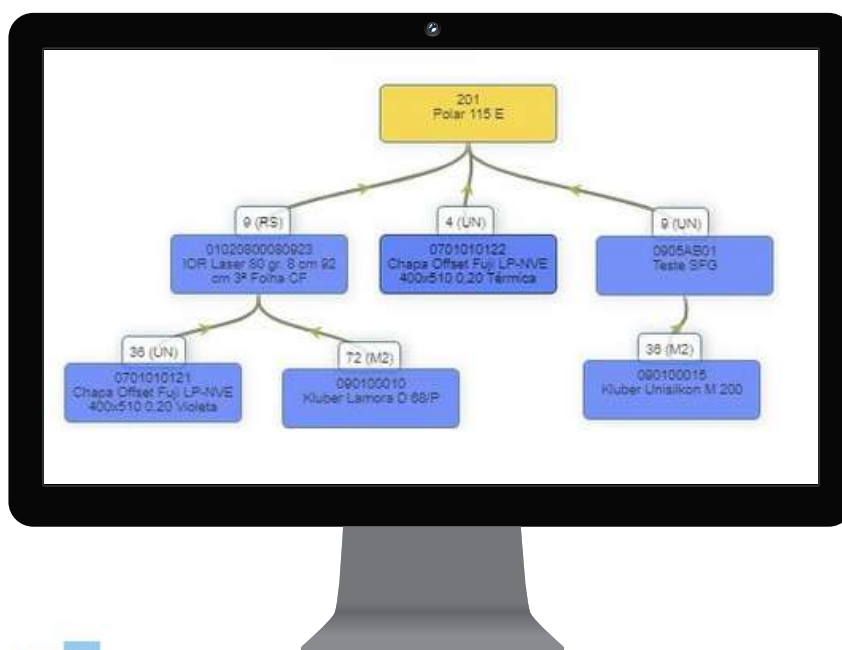 201
Polar 115 E
9 (RS)
01020800080923
IOR Laser 80 gr. 8 cm 92
cm 3ª Folha CF
4 (UN)
0701010122
Chapa Offset Fuji LP-NVE
400x510 0,20 Térmica
9 (UN)
0905AB01
Teste SFG
36 (UN)
0701010121
Chapa Offset Fuji LP-NVE
400x510 0,20 Violeta
72 (M2)
090100010
Kluber Lamora D 68/P
36 (M2)
090100015
Kluber Unisilkon M 200